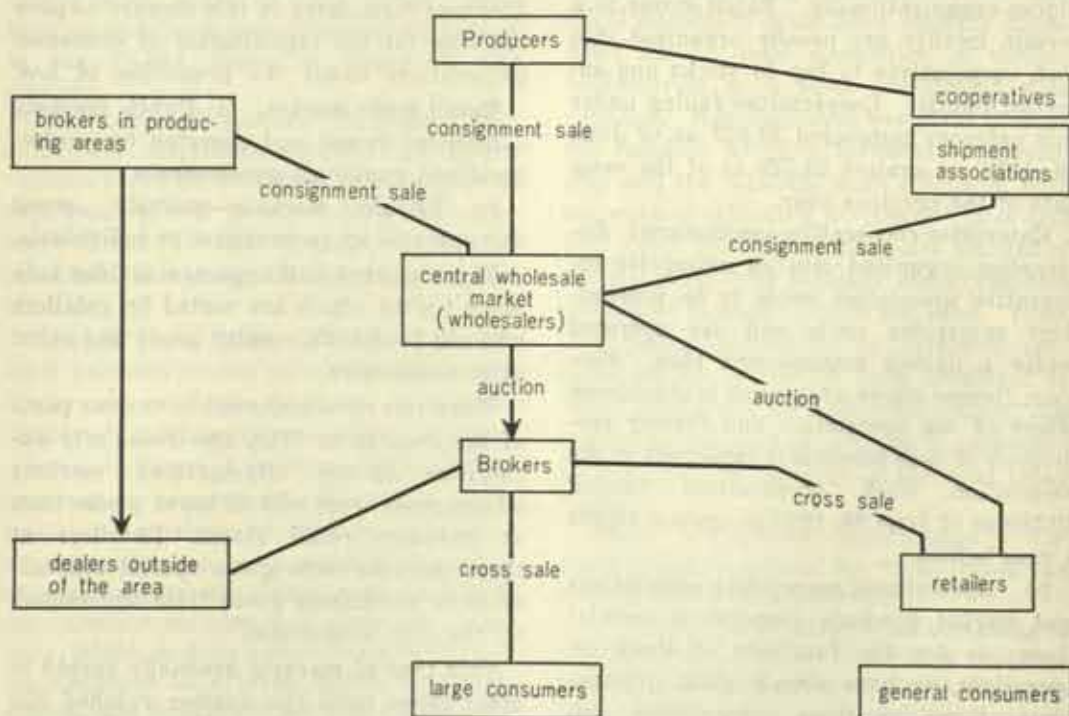 Producers
cooperatives
brokers in produc-
ing areas
consignment sale
shipment
associations
consignment sale
consignment sale
central wholesale
market
(wholesalers)
auction
auction
Brokers
cross sale
dealers outside
of the area
cross sale
retailers
large consumers
general consumers